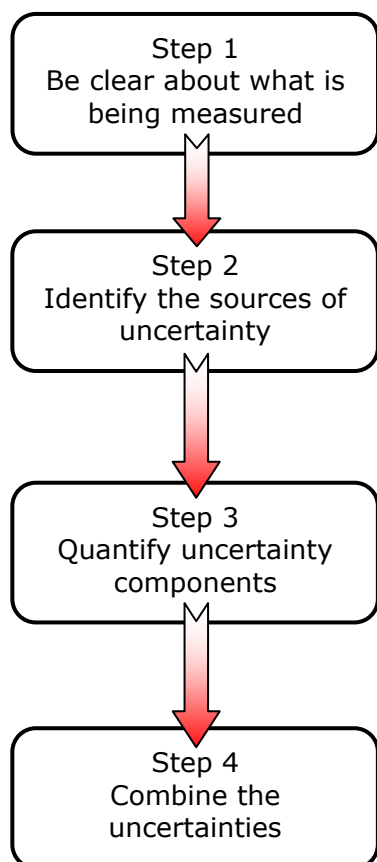 Step 1
Be clear about what is
being measured
Step 2
Identify the sources of
uncertainty
Step 3
Quantify uncertainty
components
Step 4
Combine the
uncertainties